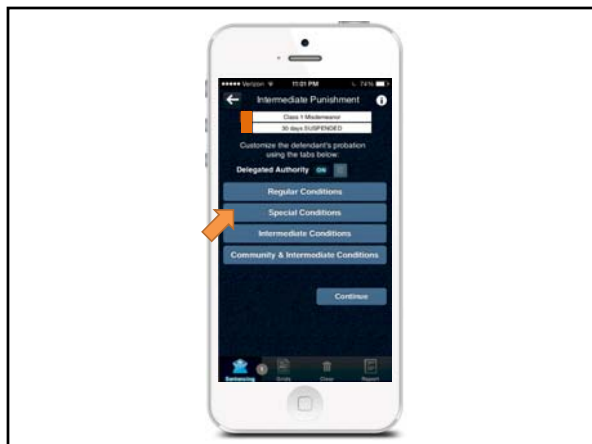 Verizon 11:01 PM 74%
Intermediate Punishment
Class 1 Misdemeanor
30 days SUSPENDED
Customize the defendant's probation
using the tabs below:
Delegated Authority ON
Regular Conditions
Special Conditions
Intermediate Conditions
Community & Intermediate Conditions
Continue
Sentencing Grids Clear Report